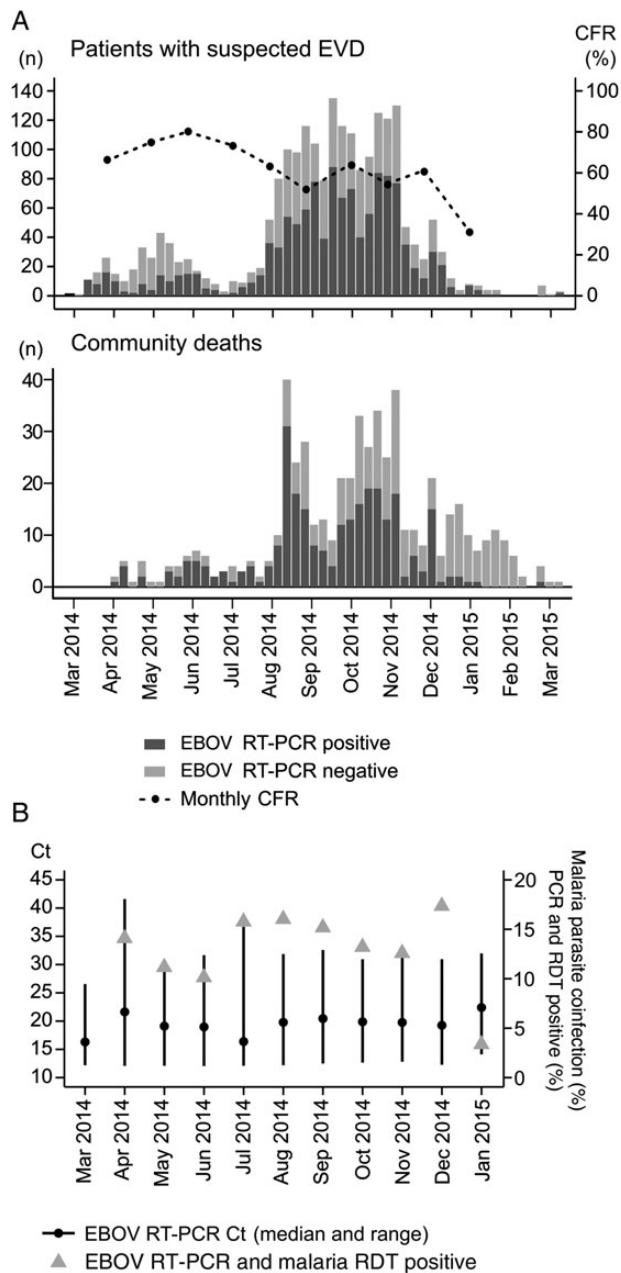 A
Patients with suspected EVD
(n)
CFR
(%)
140
120
100
80
60
40
20
0
100
80
60
40
20
0
Community deaths
(n)
40
30
20
10
0
Mar 2014
Apr 2014
May 2014
Jun 2014
Jul 2014
Aug 2014
Sep 2014
Oct 2014
Nov 2014
Dec 2014
Jan 2015
Feb 2015
Mar 2015
EBOV RT-PCR positive
EBOV RT-PCR negative
Monthly CFR
B
Ct
45
40
35
30
25
20
15
10
20
15
10
5
0
Malaria parasite coinfection (%)
PCR and RDT positive (%)
Mar 2014
Apr 2014
May 2014
Jun 2014
Jul 2014
Aug 2014
Sep 2014
Oct 2014
Nov 2014
Dec 2014
Jan 2015
EBOV RT-PCR Ct (median and range)
EBOV RT-PCR and malaria RDT positive